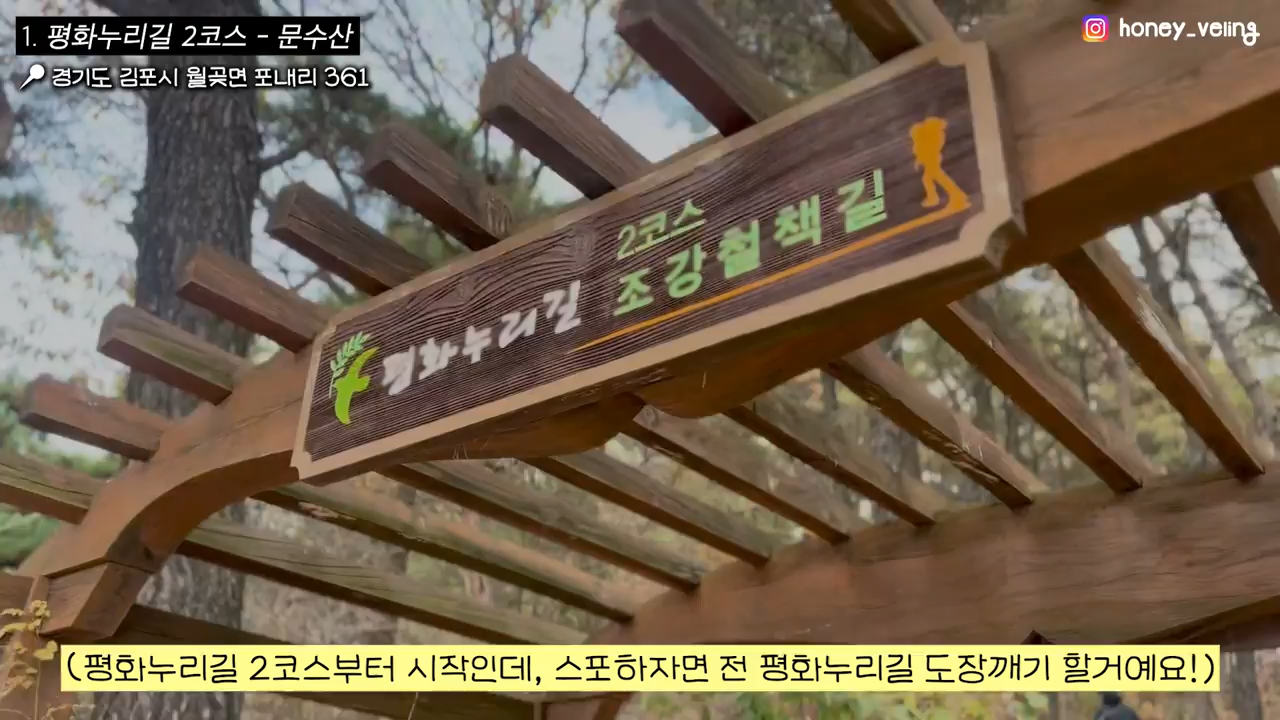 1. 평화누리길 2코스 - 문수산
경기도 김포시 월곶면 포내리 361
honey_veling
평화누리길
2코스
조강철책길
(평화누리길 2코스부터 시작인데, 스포하자면 전 평화누리길 도장깨기 할거예요!)